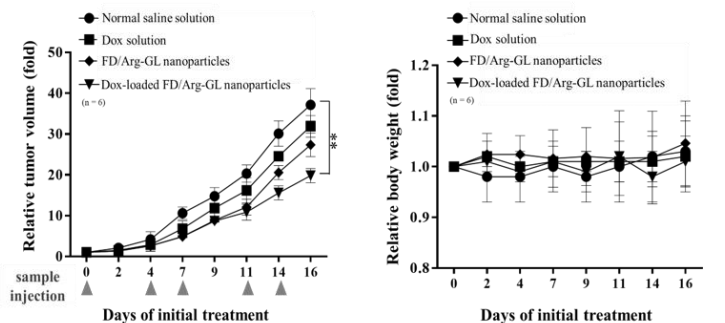 Normal saline solution
Dox solution
FD/Arg-GL nanoparticles
Dox-loaded FD/Arg-GL nanoparticles
(n = 6)
Relative tumor volume (fold)
50
40
30
20
10
0
**
0 2 4 7 9 11 14 16
sample
injection
Days of initial treatment
Normal saline solution
Dox solution
FD/Arg-GL nanoparticles
Dox-loaded FD/Arg-GL nanoparticles
(n = 6)
Relative body weight (fold)
1.2
1.1
1.0
0.9
0.8
0 2 4 7 9 11 14 16
Days of initial treatment